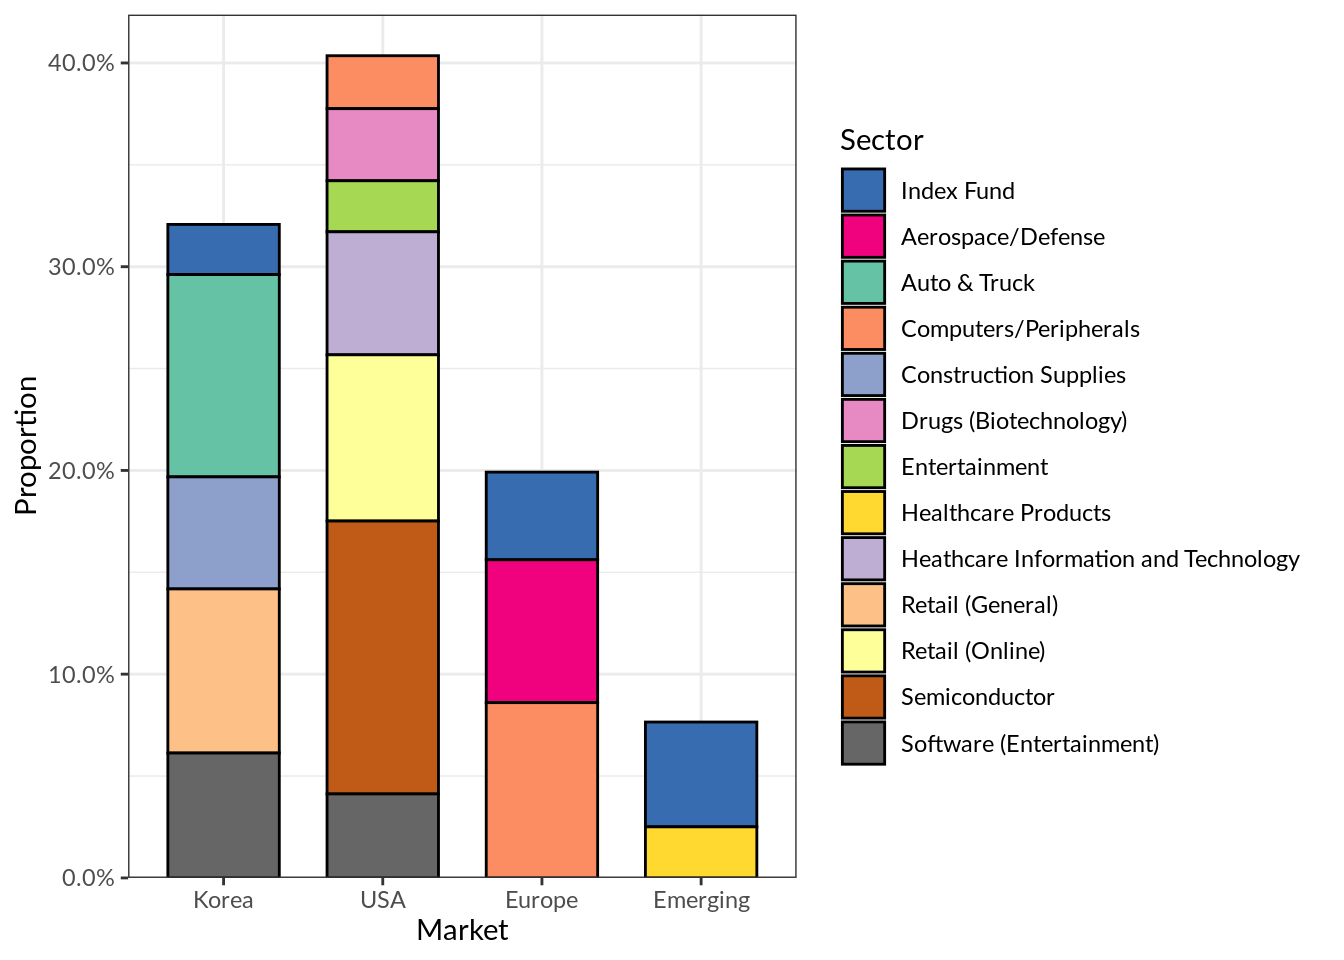 40.0%
30.0%
20.0%
10.0%
0.0%
Proportion
Korea
USA
Europe
Emerging
Market
Sector
Index Fund
Aerospace/Defense
Auto & Truck
Computers/Peripherals
Construction Supplies
Drugs (Biotechnology)
Entertainment
Healthcare Products
Heathcare Information and Technology
Retail (General)
Retail (Online)
Semiconductor
Software (Entertainment)